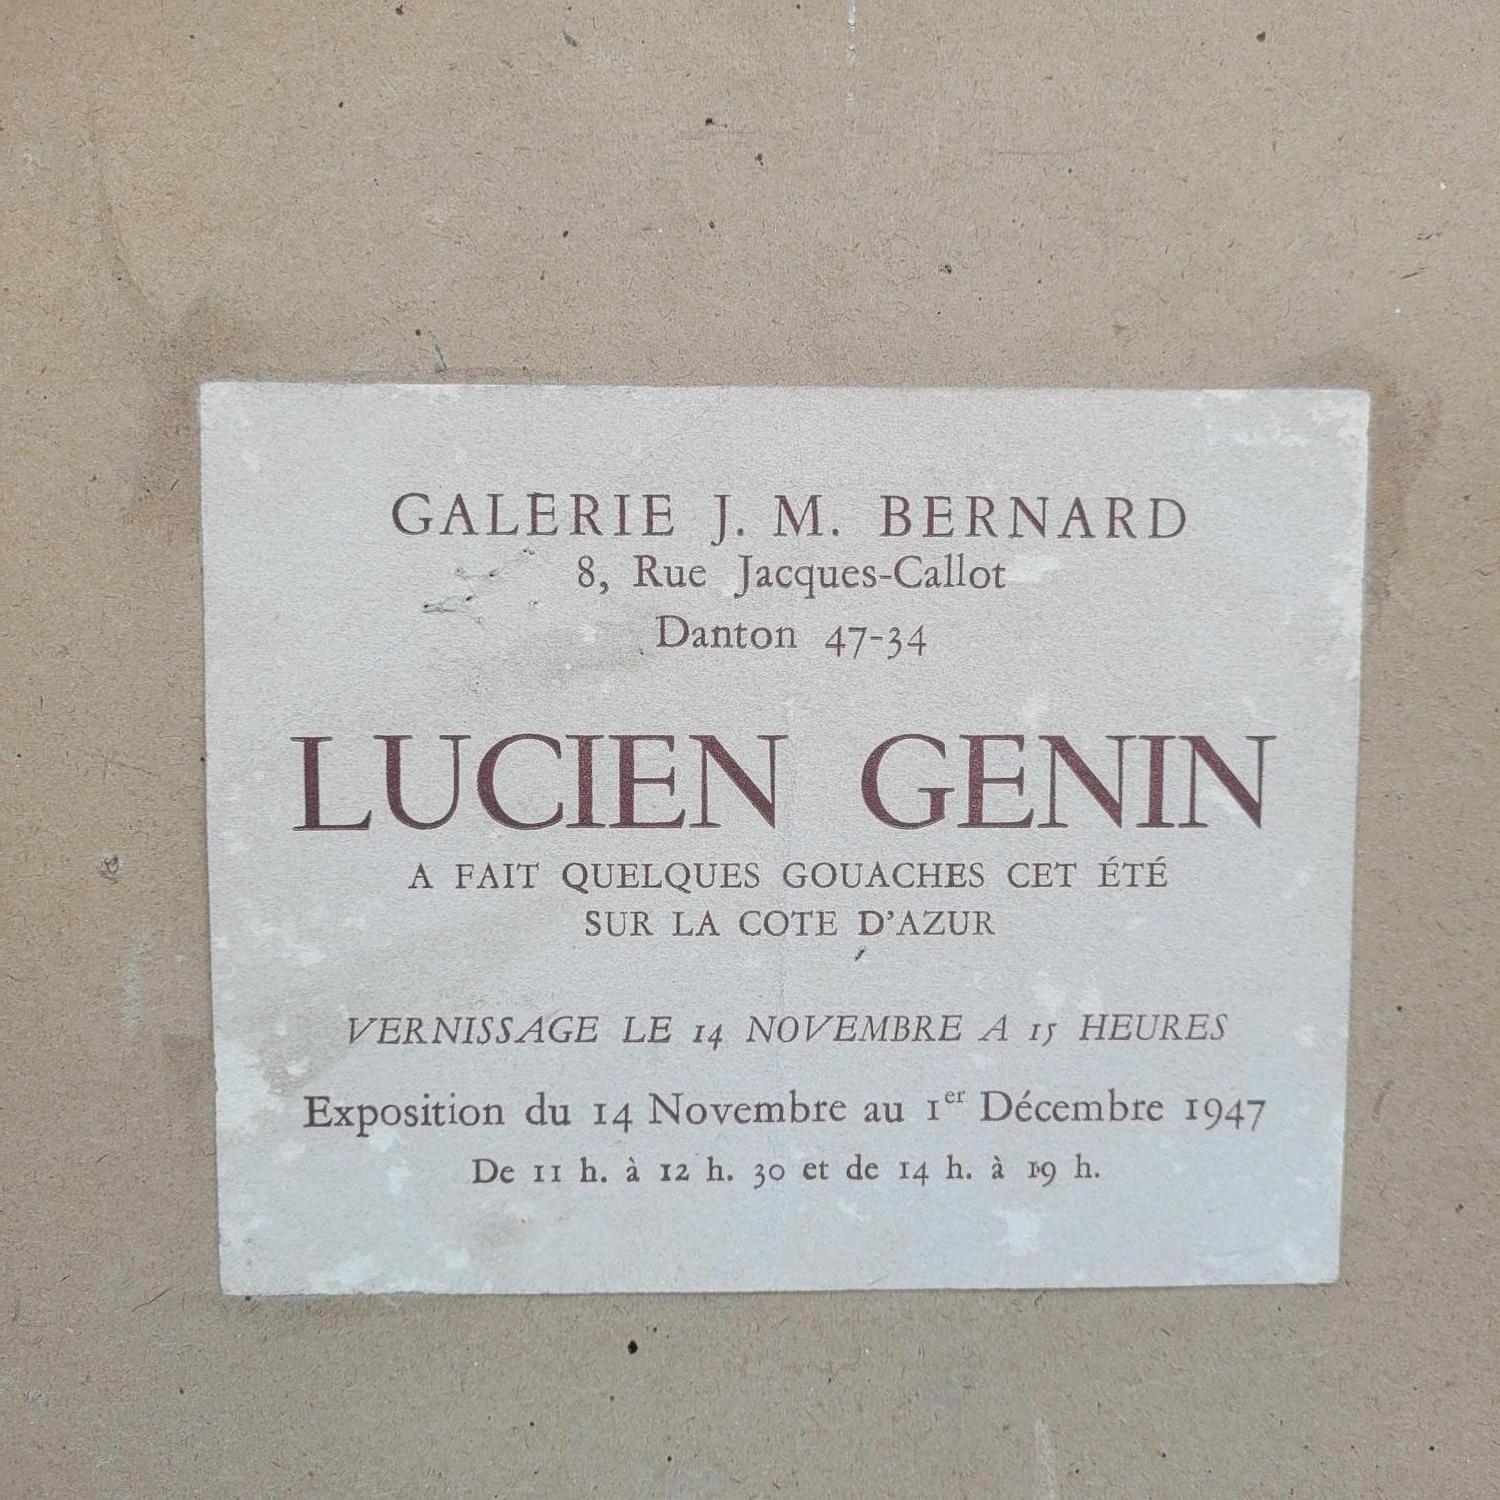 GALERIE J. M. BERNARD
8, Rue Jacques-Callot
Danton 47-34
LUCIEN GENIN
A FAIT QUELQUES GOUACHES CET ÉTÉ
SUR LA COTE D'AZUR
VERNISSAGE LE 14 NOVEMBRE A 15 HEURES
Exposition du 14 Novembre au 1er Décembre 1947
De 11 h. à 12 h. 30 et de 14 h. à 19 h.